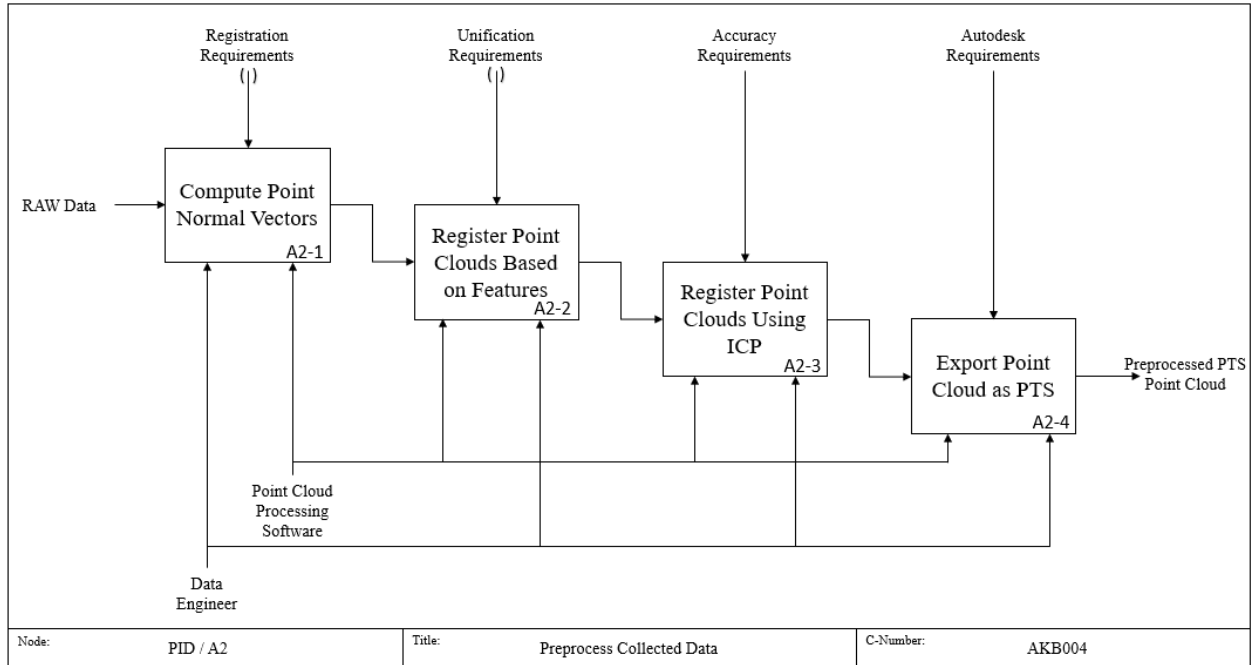 Registration
Requirements
( )
Unification
Requirements
( )
Accuracy
Requirements
Autodesk
Requirements
RAW Data
Compute Point
Normal Vectors
A2-1
Register Point
Clouds Based
on Features
A2-2
Register Point
Clouds Using
ICP
A2-3
Export Point
Cloud as PTS
A2-4
Preprocessed PTS
Point Cloud
Point Cloud
Processing
Software
Data
Engineer
Node:
PID / A2
Title:
Preprocess Collected Data
C-Number:
AKB004